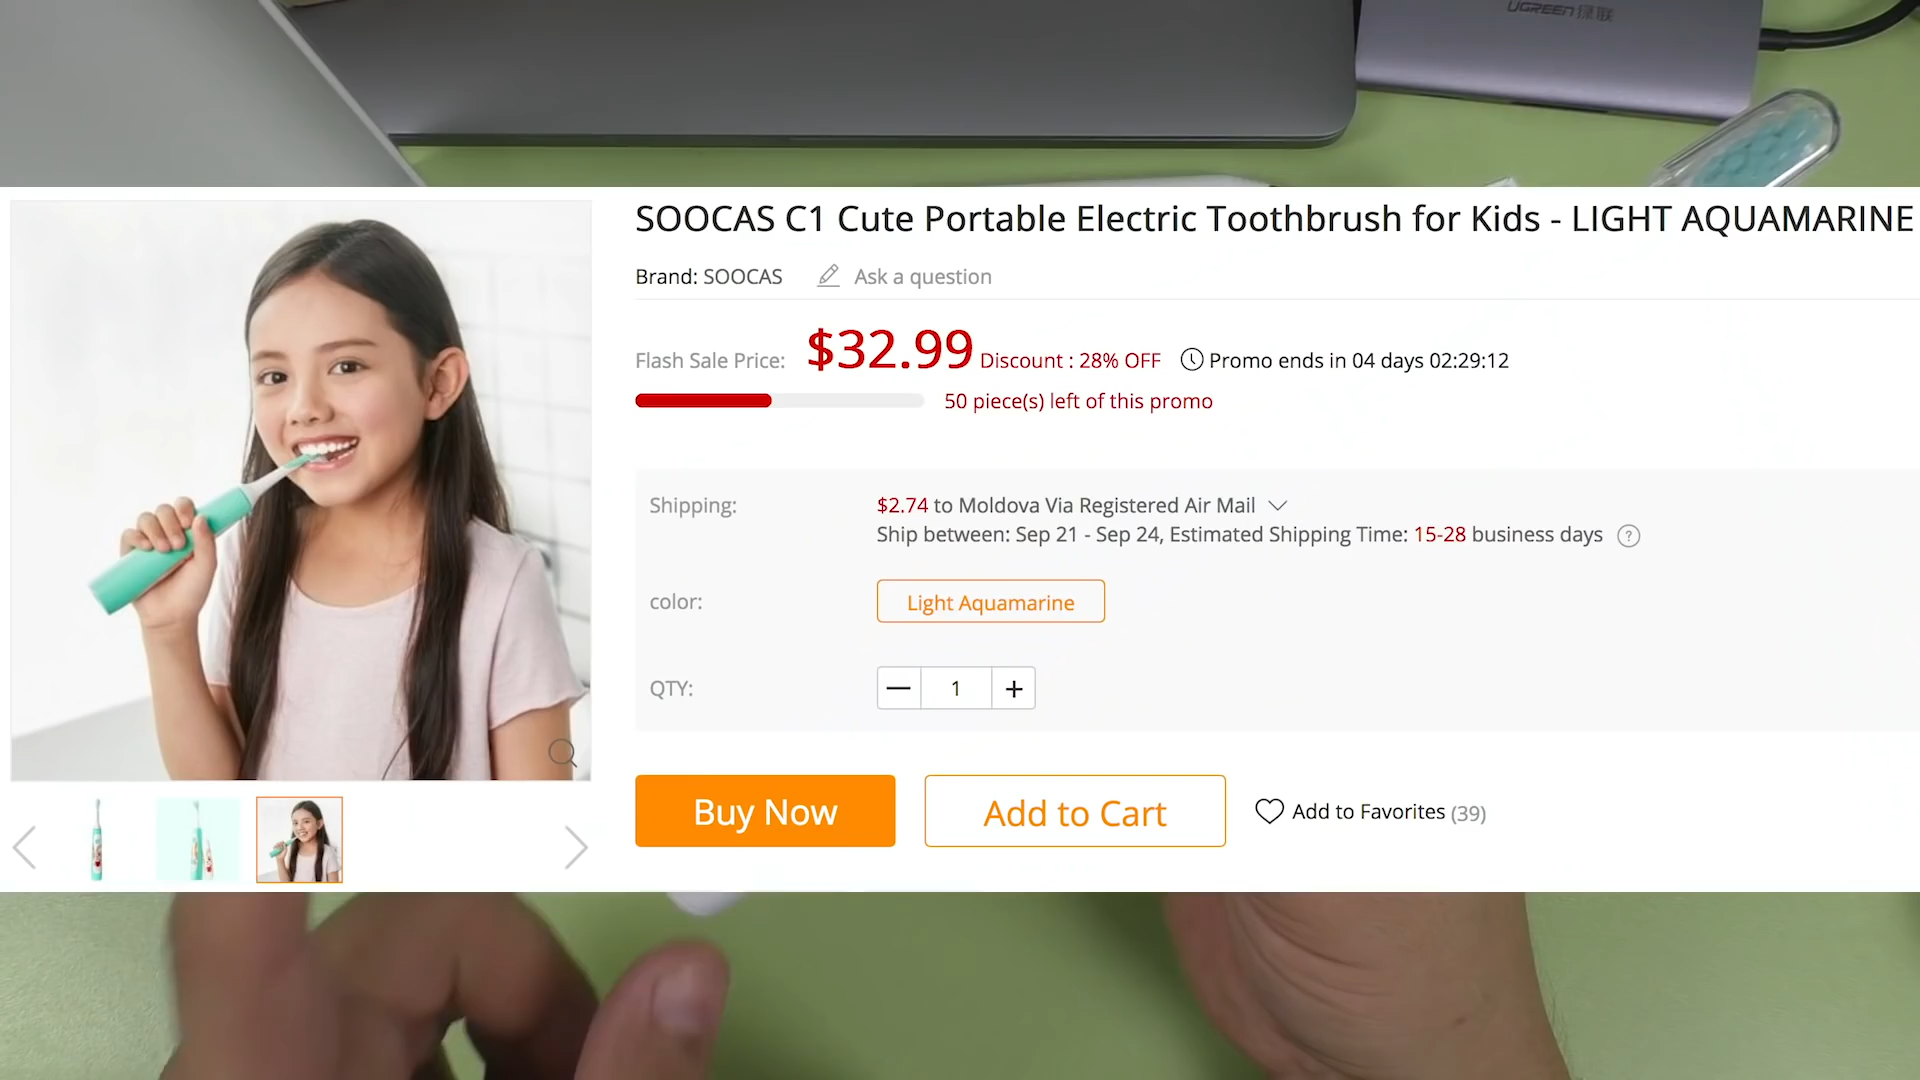 UGREEN 绿联
SOOCAS C1 Cute Portable Electric Toothbrush for Kids - LIGHT AQUAMARINE
Brand: SOOCAS Ask a question
Flash Sale Price: $32.99 Discount : 28% OFF Promo ends in 04 days 02:29:12
50 piece(s) left of this promo
Shipping: $2.74 to Moldova Via Registered Air Mail
Ship between: Sep 21 - Sep 24, Estimated Shipping Time: 15-28 business days ?
color: Light Aquamarine
QTY: — 1 +
Buy Now Add to Cart Add to Favorites (39)